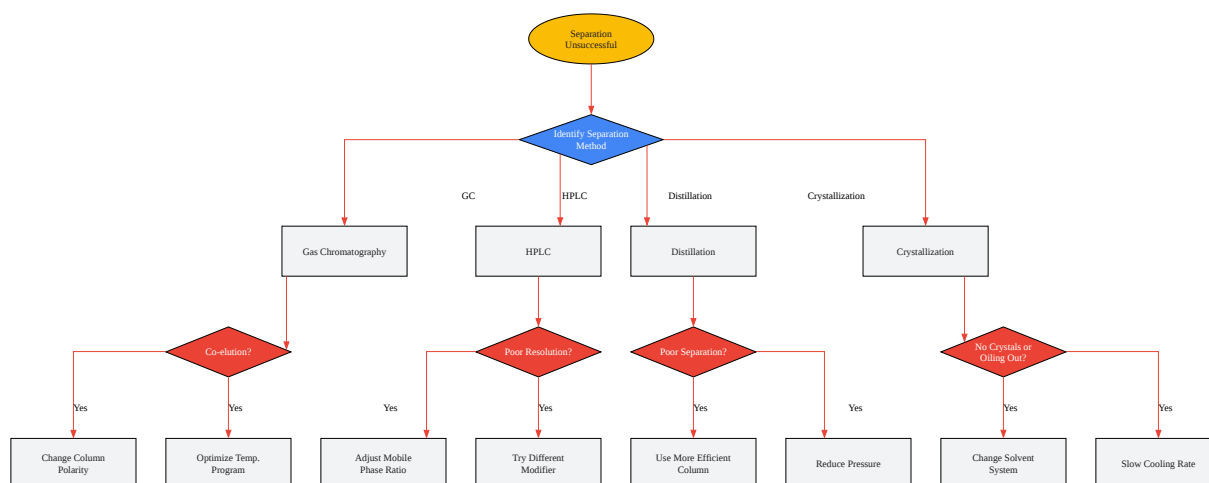 Separation
Unsuccessful
Identify Separation
Method
GC
HPLC
Distillation
Crystallization
Gas Chromatography
HPLC
Distillation
Crystallization
Co-elution?
Poor Resolution?
Poor Separation?
No Crystals or
Oiling Out?
Yes
Yes
Yes
Yes
Yes
Yes
Yes
Yes
Change Column
Polarity
Optimize Temp.
Program
Adjust Mobile
Phase Ratio
Try Different
Modifier
Use More Efficient
Column
Reduce Pressure
Change Solvent
System
Slow Cooling Rate